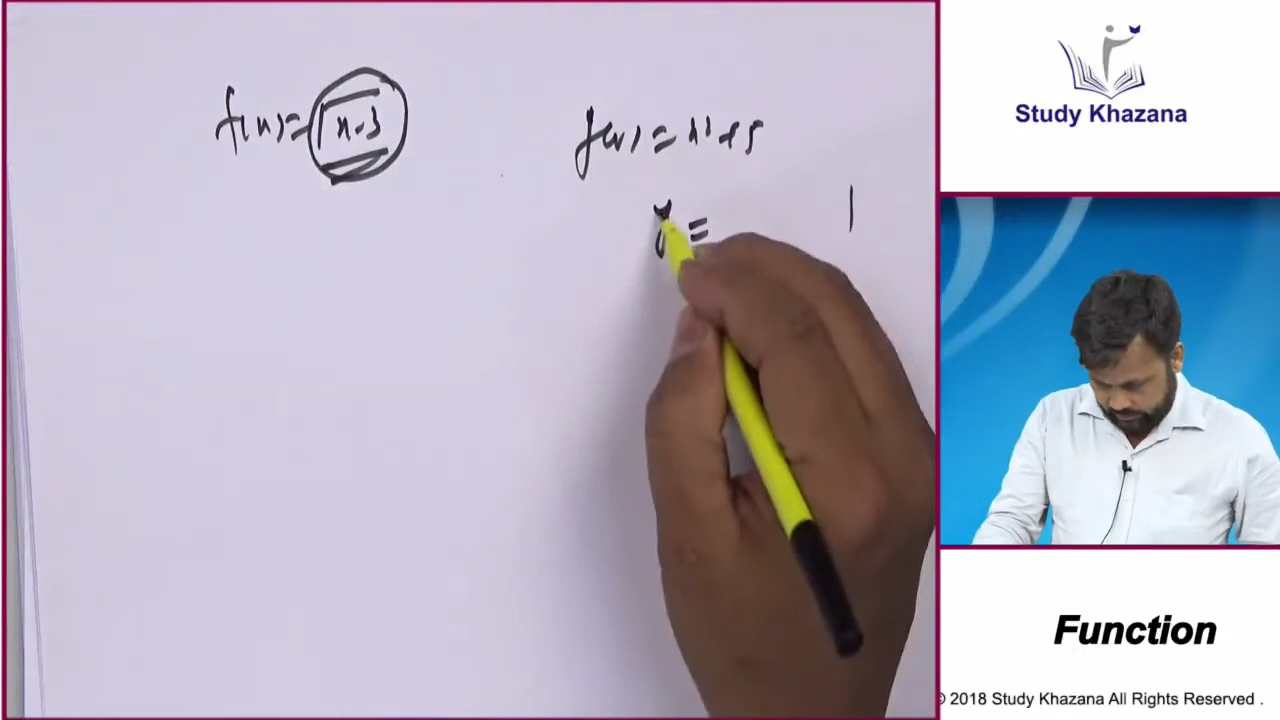 f(x) = √x-3
f(x) = x²+5
y =
|
Study Khazana
Function
© 2018 Study Khazana All Rights Reserved .